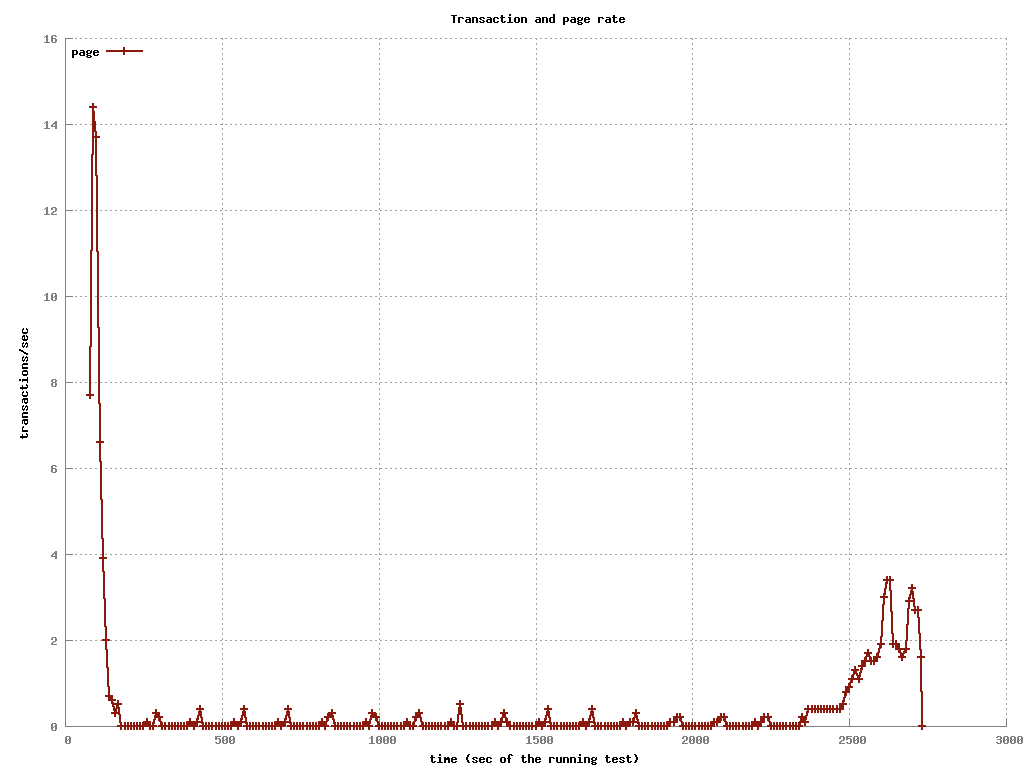 Transaction and page rate
16
page
14
12
10
8
6
4
2
0
transactions/sec
0 500 1000 1500 2000 2500 3000
time (sec of the running test)